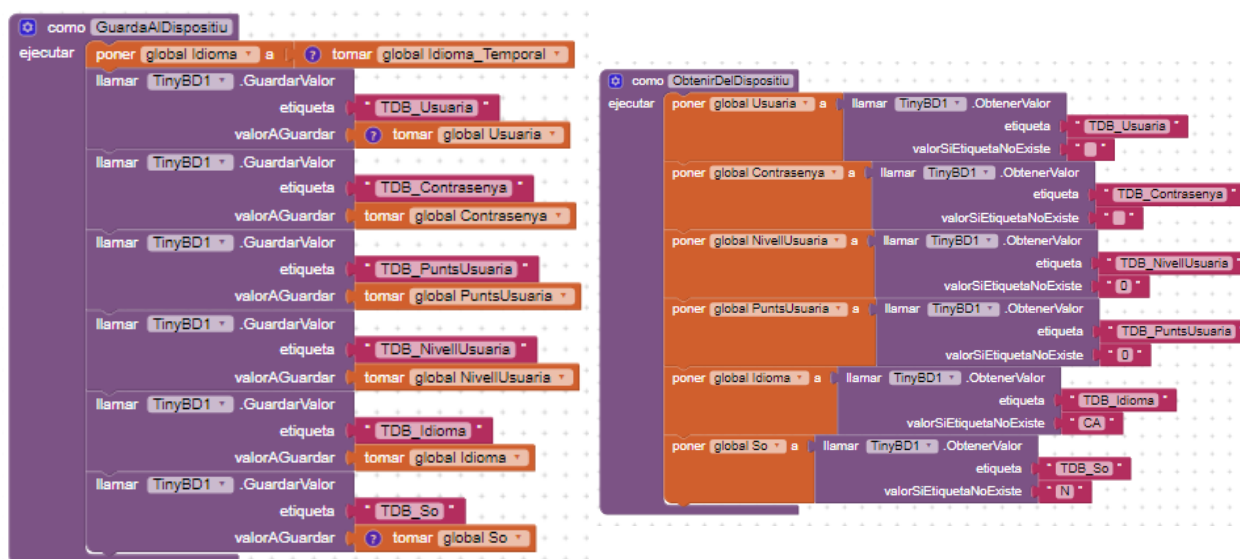 como GuardaAlDispositiu
ejecutar poner global Idioma a tomar global Idioma_Temporal
llamar TinyBD1 .GuardarValor
etiqueta " TDB_Usuaria "
valorAGuardar tomar global Usuaria
llamar TinyBD1 .GuardarValor
etiqueta " TDB_Contrasenya "
valorAGuardar tomar global Contrasenya
llamar TinyBD1 .GuardarValor
etiqueta " TDB_PuntsUsuaria "
valorAGuardar tomar global PuntsUsuaria
llamar TinyBD1 .GuardarValor
etiqueta " TDB_NivellUsuaria "
valorAGuardar tomar global NivellUsuaria
llamar TinyBD1 .GuardarValor
etiqueta " TDB_Idioma "
valorAGuardar tomar global Idioma
llamar TinyBD1 .GuardarValor
etiqueta " TDB_So "
valorAGuardar tomar global So
como ObtenirDelDispositiu
ejecutar poner global Usuaria a llamar TinyBD1 .ObtenerValor
etiqueta " TDB_Usuaria "
valorSiEtiquetaNoExiste " "
poner global Contrasenya a llamar TinyBD1 .ObtenerValor
etiqueta " TDB_Contrasenya "
valorSiEtiquetaNoExiste " "
poner global NivellUsuaria a llamar TinyBD1 .ObtenerValor
etiqueta " TDB_NivellUsuaria "
valorSiEtiquetaNoExiste " 0 "
poner global PuntsUsuaria a llamar TinyBD1 .ObtenerValor
etiqueta " TDB_PuntsUsuaria
valorSiEtiquetaNoExiste " 0 "
poner global Idioma a llamar TinyBD1 .ObtenerValor
etiqueta " TDB_Idioma "
valorSiEtiquetaNoExiste " CA "
poner global So a llamar TinyBD1 .ObtenerValor
etiqueta " TDB_So "
valorSiEtiquetaNoExiste " N "